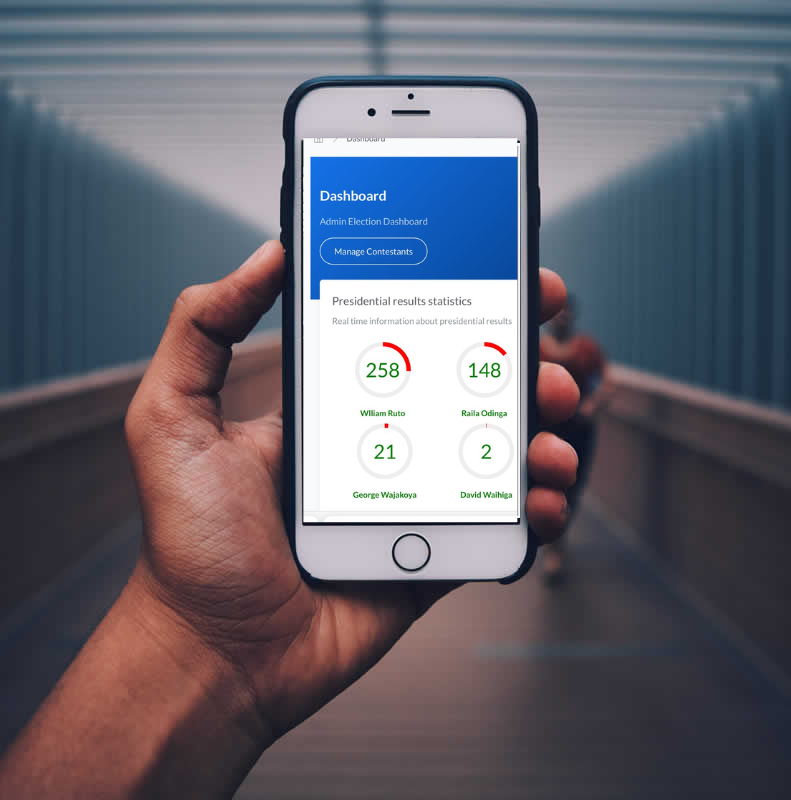 Dashboard
Dashboard
Admin Election Dashboard
Manage Contestants
Presidential results statistics
Real time information about presidential results
258 148
Wlliam Ruto Raila Odinga
21 2
George Wajakoya David Waihiga